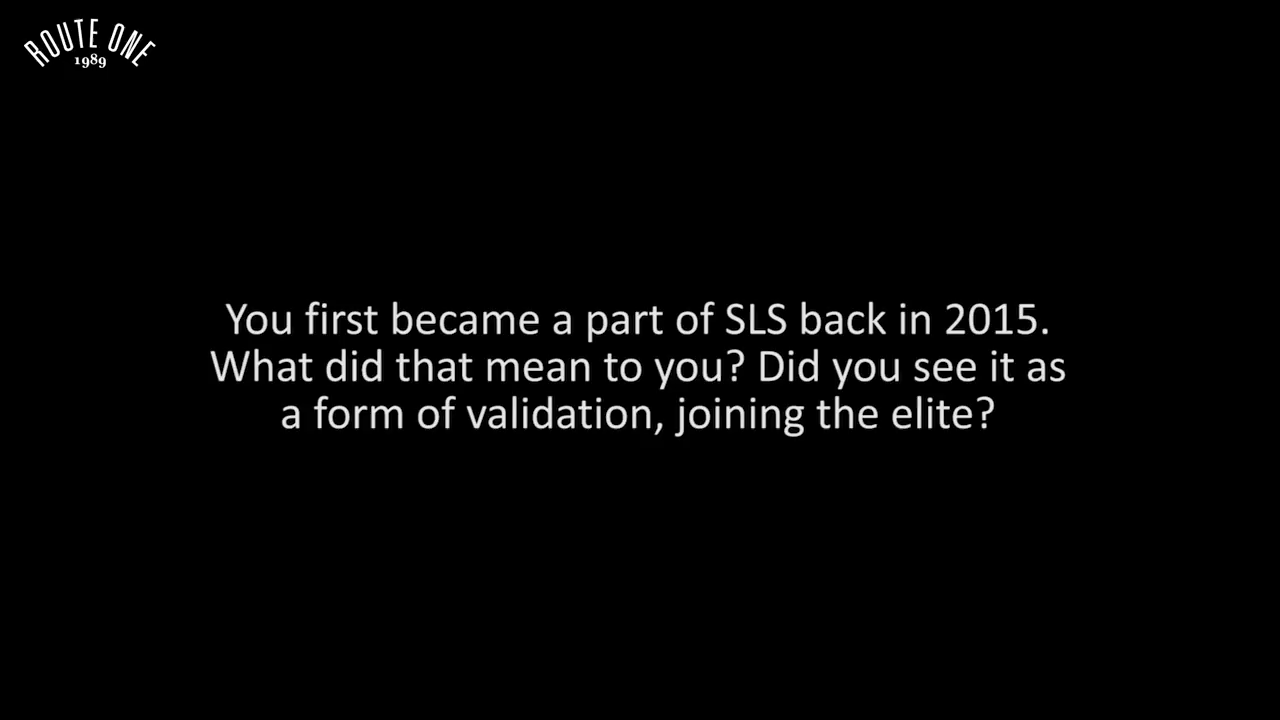 ROUTE ONE
1989
You first became a part of SLS back in 2015.
What did that mean to you? Did you see it as
a form of validation, joining the elite?